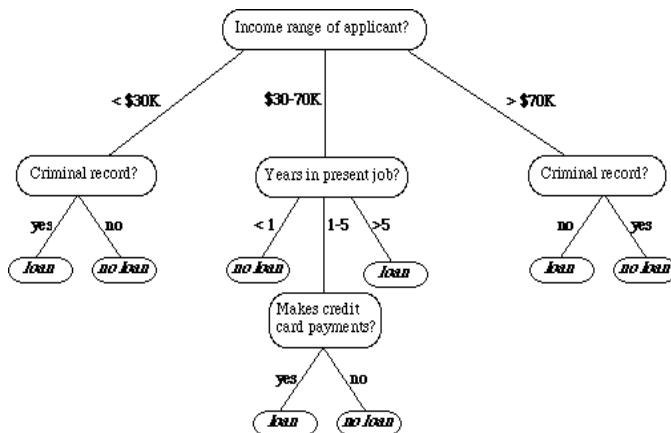 Income range of applicant?
< $30K
$30-70K
> $70K
Criminal record?
Years in present job?
Criminal record?
yes
no
< 1
1-5
>5
no
yes
loan
no loan
no loan
loan
loan
no loan
Makes credit
card payments?
yes
no
loan
no loan